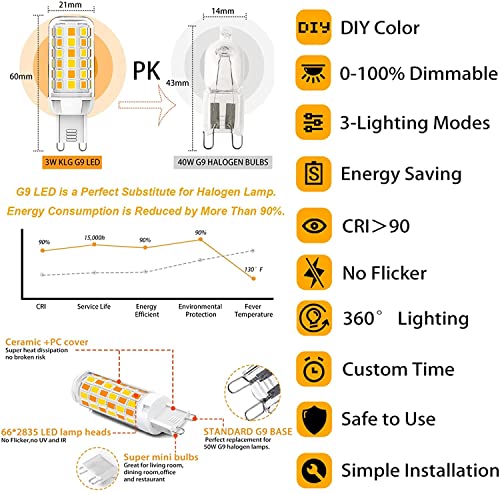 21mm
14mm
60mm
PK
43mm
3W KLG G9 LED
40W G9 HALOGEN BULBS
G9 LED is a Perfect Substitute for Halogen Lamp.
Energy Consumption is Reduced by More Than 90%.
90%
15,000h
90%
90%
130° F
CRI
Service Life
Energy
Efficient
Environmental
Protection
Fever
Temperature
Ceramic +PC cover
Super heat dissipation
no broken risk
66*2835 LED lamp heads
No Flicker,no UV and IR
STANDARD G9 BASE
Perfect replacement for
50W G9 halogen lamps.
Super mini bulbs
Great for living room,
dining room,office
and restaurant
DIY
DIY Color
0-100% Dimmable
3-Lighting Modes
S
Energy Saving
CRI>90
No Flicker
360° Lighting
Custom Time
Safe to Use
Simple Installation